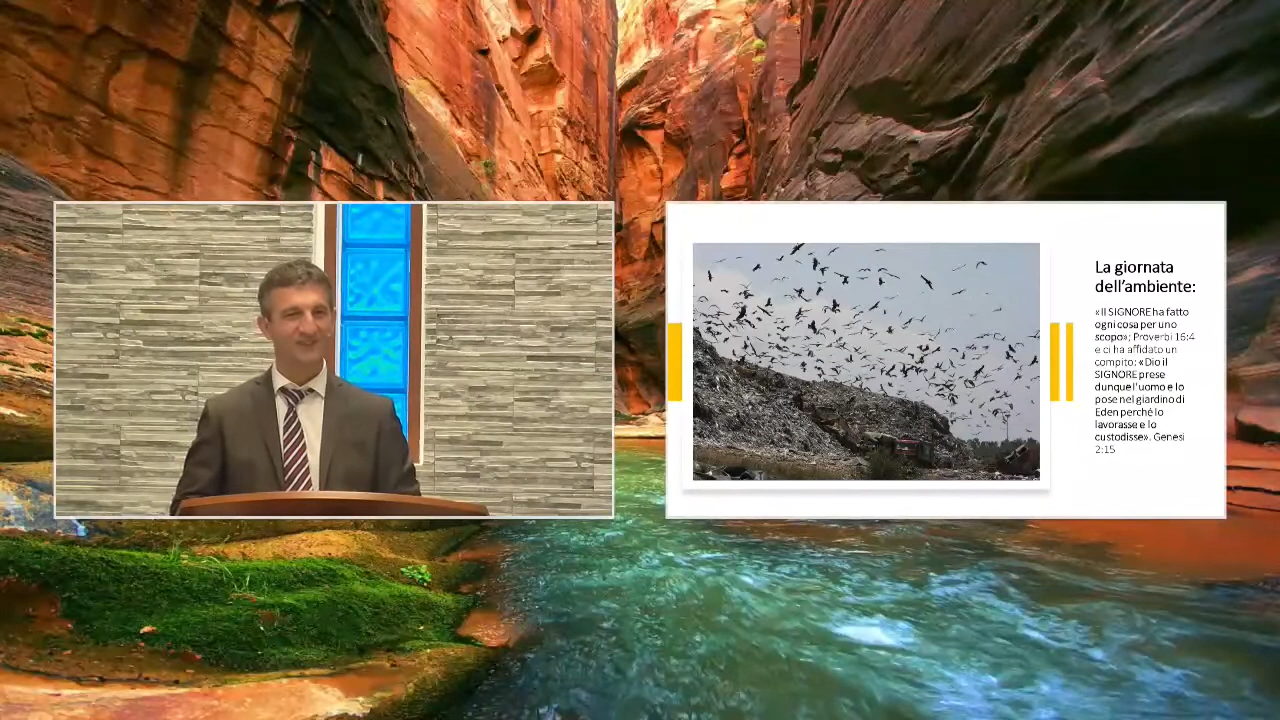 La giornata
dell'ambiente:
«Il SIGNORE ha fatto
ogni cosa per uno
scopo»; Proverbi 16:4
e ci ha affidato un
compito: «Dio il
SIGNORE prese
dunque l'uomo e lo
pose nel giardino di
Eden perché lo
lavorasse e lo
custodisse». Genesi
2:15